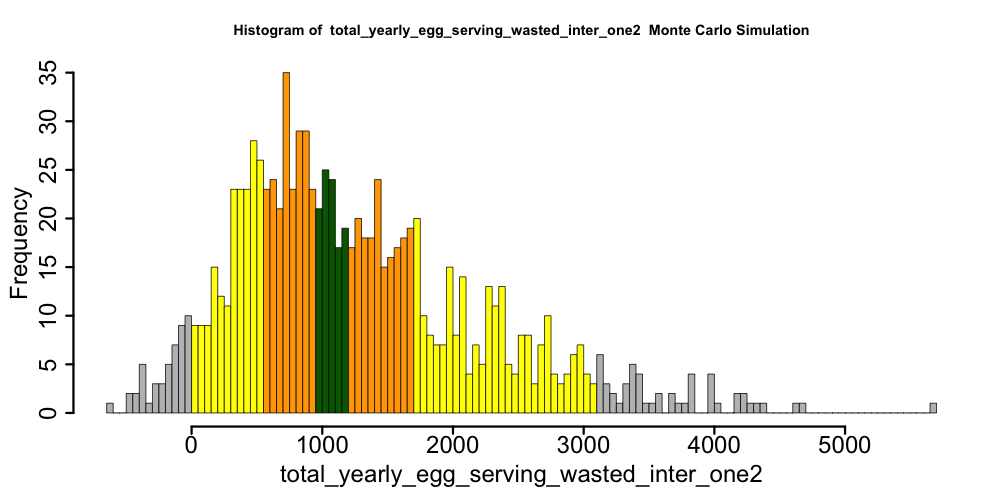 Histogram of total_yearly_egg_serving_wasted_inter_one2 Monte Carlo Simulation
35
30
25
20
15
10
5
0
Frequency
0 1000 2000 3000 4000 5000
total_yearly_egg_serving_wasted_inter_one2